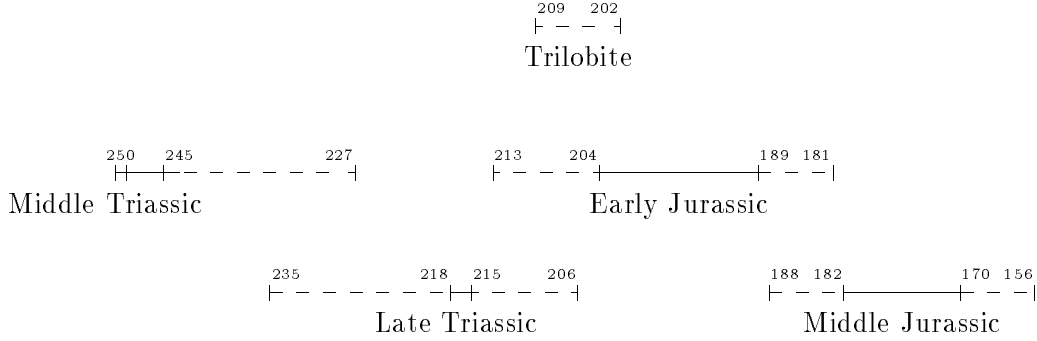 209 202
Trilobite
250 245 227
213 204 189 181
Middle Triassic
Early Jurassic
235 218 215 206
188 182 170 156
Late Triassic
Middle Jurassic